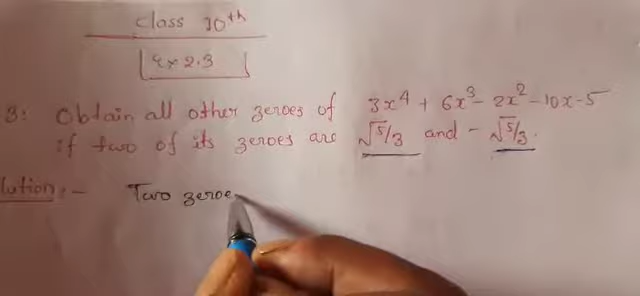 Class 10th
Ex 2.3
3: Obtain all other zeroes of 3x⁴ + 6x³ - 2x² - 10x - 5
if two of its zeroes are √5/3 and - √5/3.
lution:- Two zeroe